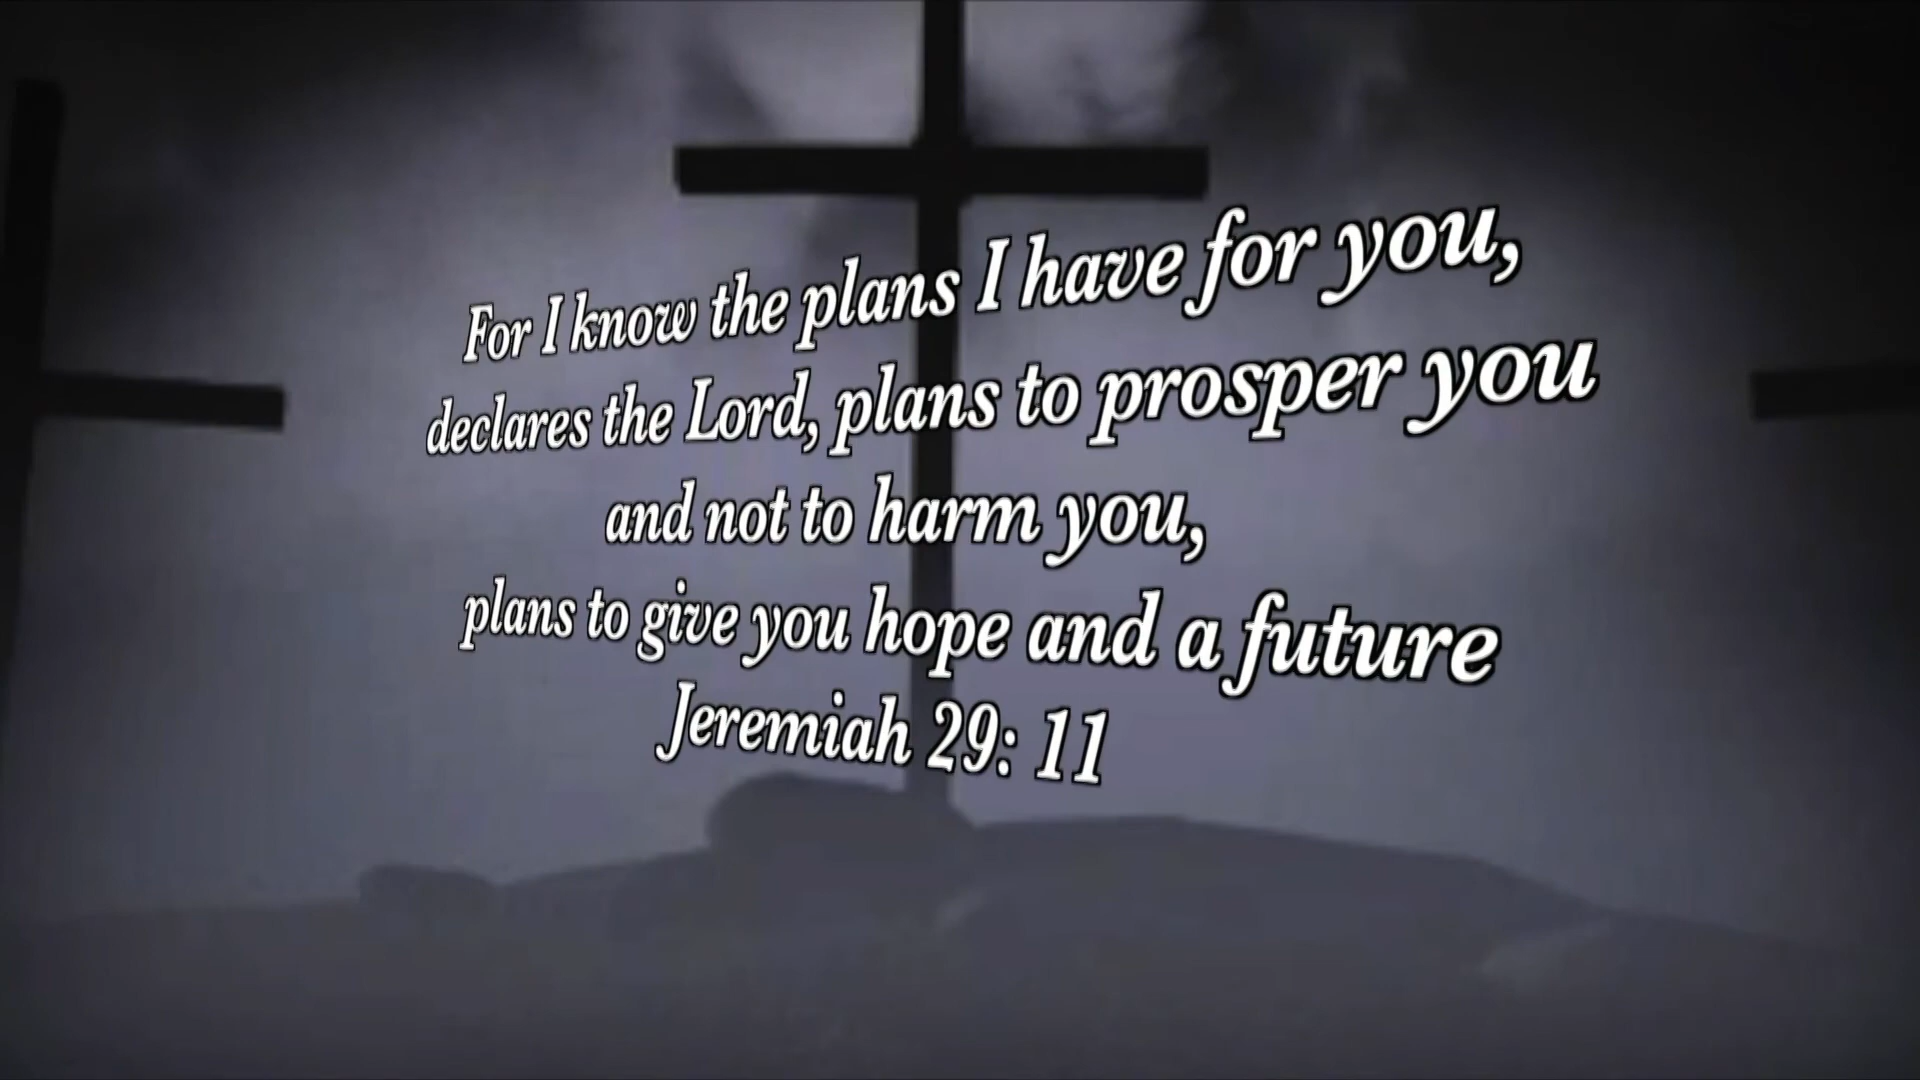 For I know the plans I have for you,
declares the Lord, plans to prosper you
and not to harm you,
plans to give you hope and a future
Jeremiah 29: 11